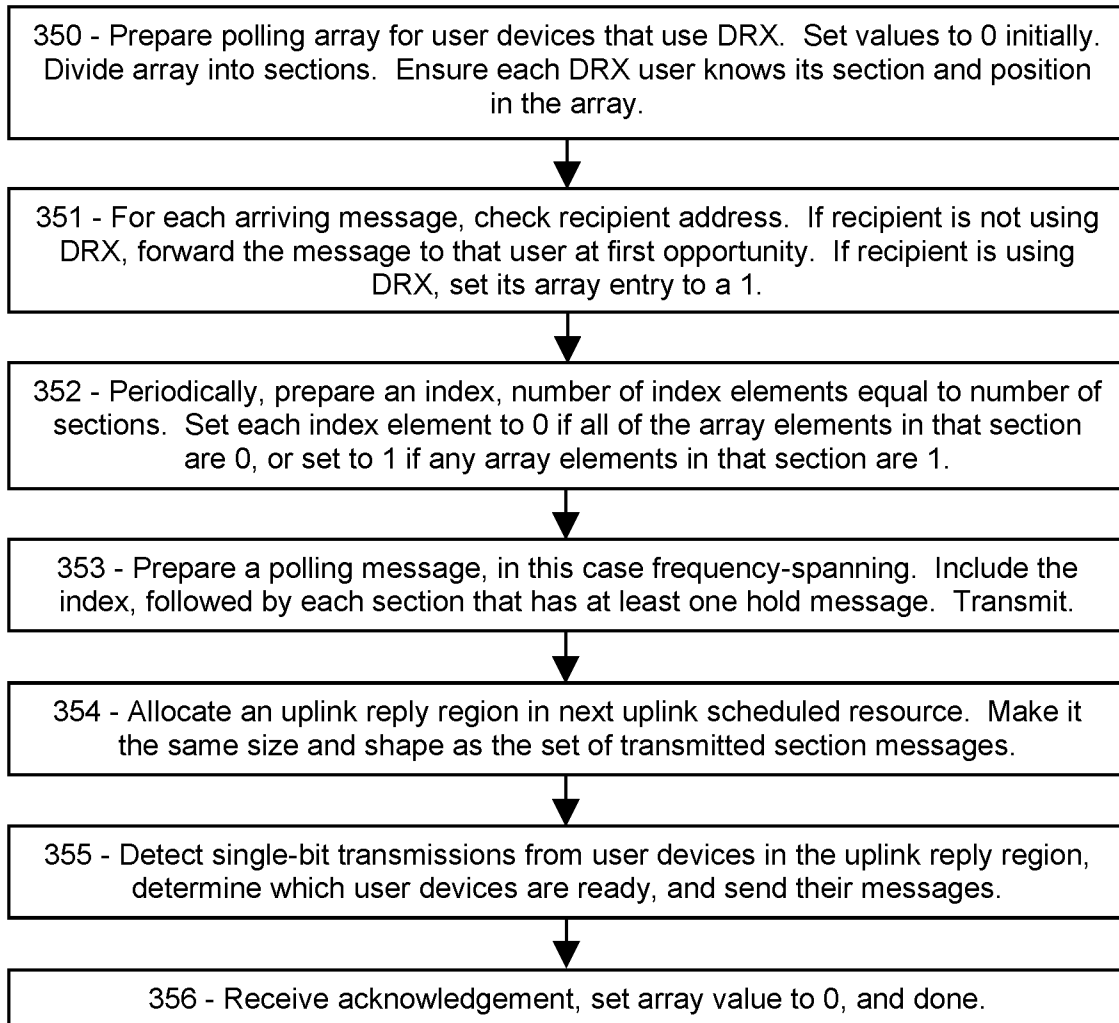 350 - Prepare polling array for user devices that use DRX.  Set values to 0 initially.
Divide array into sections.  Ensure each DRX user knows its section and position
in the array.
351 - For each arriving message, check recipient address.  If recipient is not using
DRX, forward the message to that user at first opportunity.  If recipient is using
DRX, set its array entry to a 1.
352 - Periodically, prepare an index, number of index elements equal to number of
sections.  Set each index element to 0 if all of the array elements in that section
are 0, or set to 1 if any array elements in that section are 1.
353 - Prepare a polling message, in this case frequency-spanning.  Include the
index, followed by each section that has at least one hold message.  Transmit.
354 - Allocate an uplink reply region in next uplink scheduled resource.  Make it
the same size and shape as the set of transmitted section messages.
355 - Detect single-bit transmissions from user devices in the uplink reply region,
determine which user devices are ready, and send their messages.
356 - Receive acknowledgement, set array value to 0, and done.